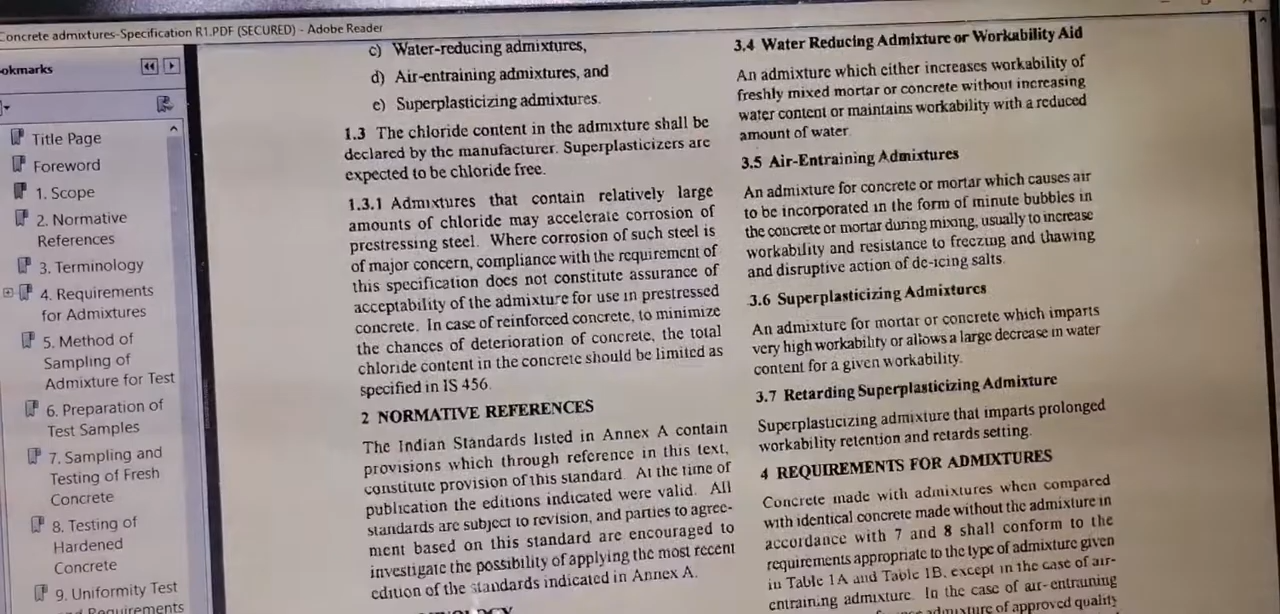 Concrete admixtures-Specification R1.PDF (SECURED) - Adobe Reader
okmarks
Title Page
Foreword
1. Scope
2. Normative
References
3. Terminology
4. Requirements
for Admixtures
5. Method of
Sampling of
Admixture for Test
6. Preparation of
Test Samples
7. Sampling and
Testing of Fresh
Concrete
8. Testing of
Hardened
Concrete
9. Uniformity Test
Requirements
c) Water-reducing admixtures,
d) Air-entraining admixtures, and
e) Superplasticizing admixtures.
1.3 The chloride content in the admixture shall be
declared by the manufacturer. Superplasticizers are
expected to be chloride free.
1.3.1 Admixtures that contain relatively large
amounts of chloride may accelerate corrosion of
prestressing steel. Where corrosion of such steel is
of major concern, compliance with the requirement of
this specification does not constitute assurance of
acceptability of the admixture for use in prestressed
concrete. In case of reinforced concrete, to minimize
the chances of deterioration of concrete, the total
chloride content in the concrete should be limited as
specified in IS 456.
2 NORMATIVE REFERENCES
The Indian Standards listed in Annex A contain
provisions which through reference in this text,
constitute provision of this standard. At the time of
publication the editions indicated were valid. All
standards are subject to revision, and parties to agree-
ment based on this standard are encouraged to
investigate the possibility of applying the most recent
edition of the standards indicated in Annex A.
3.4 Water Reducing Admixture or Workability Aid
An admixture which either increases workability of
freshly mixed mortar or concrete without increasing
water content or maintains workability with a reduced
amount of water.
3.5 Air-Entraining Admixtures
An admixture for concrete or mortar which causes air
to be incorporated in the form of minute bubbles in
the concrete or mortar during mixing, usually to increase
workability and resistance to freezing and thawing
and disruptive action of de-icing salts.
3.6 Superplasticizing Admixtures
An admixture for mortar or concrete which imparts
very high workability or allows a large decrease in water
content for a given workability.
3.7 Retarding Superplasticizing Admixture
Superplasticizing admixture that imparts prolonged
workability retention and retards setting.
4 REQUIREMENTS FOR ADMIXTURES
Concrete made with admixtures when compared
with identical concrete made without the admixture in
accordance with 7 and 8 shall conform to the
requirements appropriate to the type of admixture given
in Table 1A and Table 1B, except in the case of air-
entraining admixture. In the case of air-entraining
admixture of approved quality